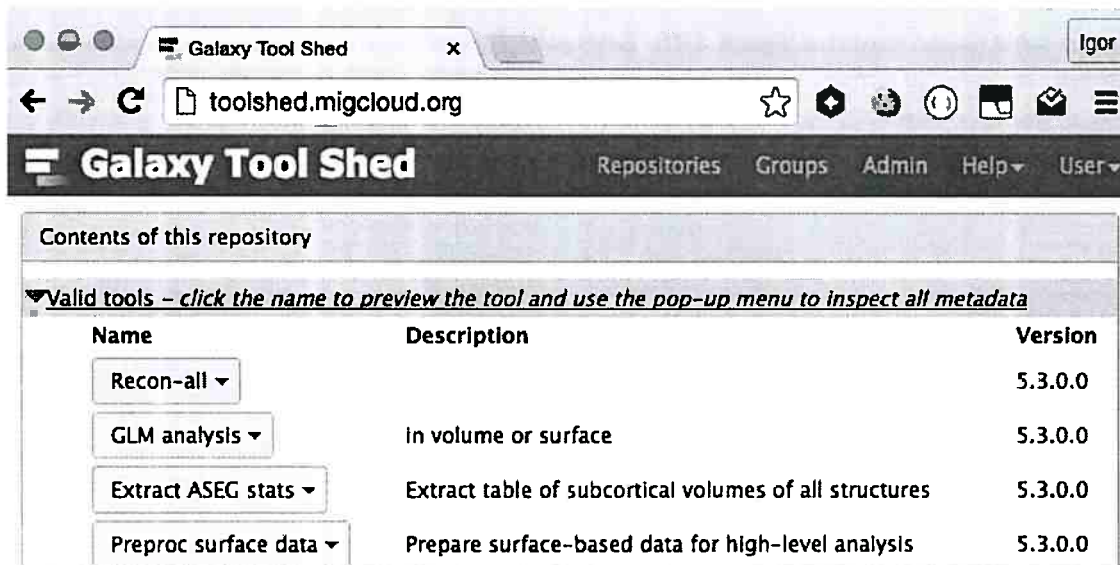 Galaxy Tool Shed x Igor
toolshed.migcloud.org
Galaxy Tool Shed Repositories Groups Admin Help User
Contents of this repository
Valid tools – click the name to preview the tool and use the pop-up menu to inspect all metadata
Name Description Version
Recon-all 5.3.0.0
GLM analysis in volume or surface 5.3.0.0
Extract ASEG stats Extract table of subcortical volumes of all structures 5.3.0.0
Preproc surface data Prepare surface-based data for high-level analysis 5.3.0.0